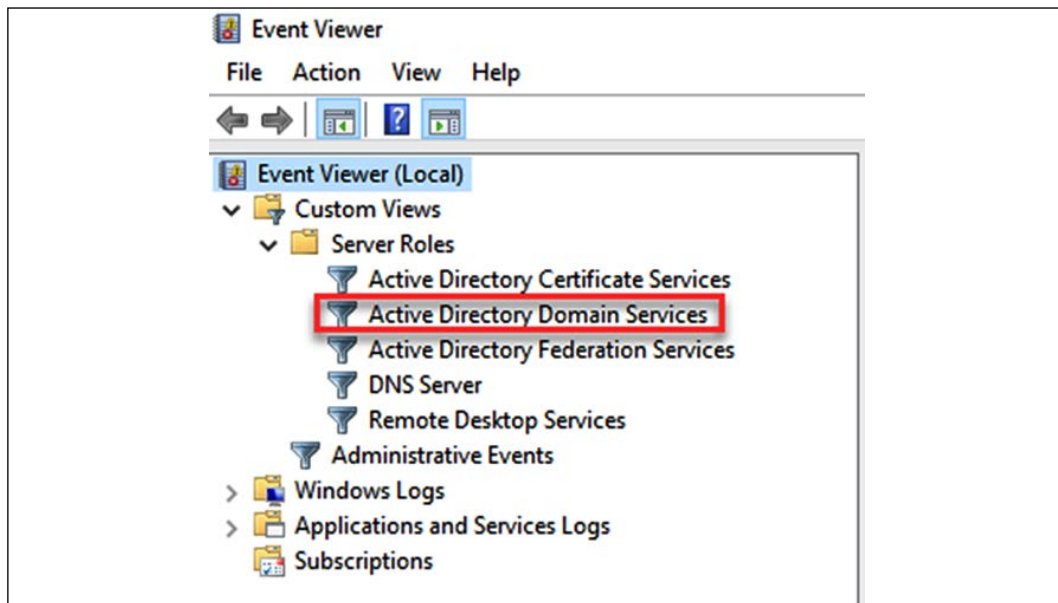 Event Viewer
File Action View Help
Event Viewer (Local)
Custom Views
Server Roles
Active Directory Certificate Services
Active Directory Domain Services
Active Directory Federation Services
DNS Server
Remote Desktop Services
Administrative Events
Windows Logs
Applications and Services Logs
Subscriptions